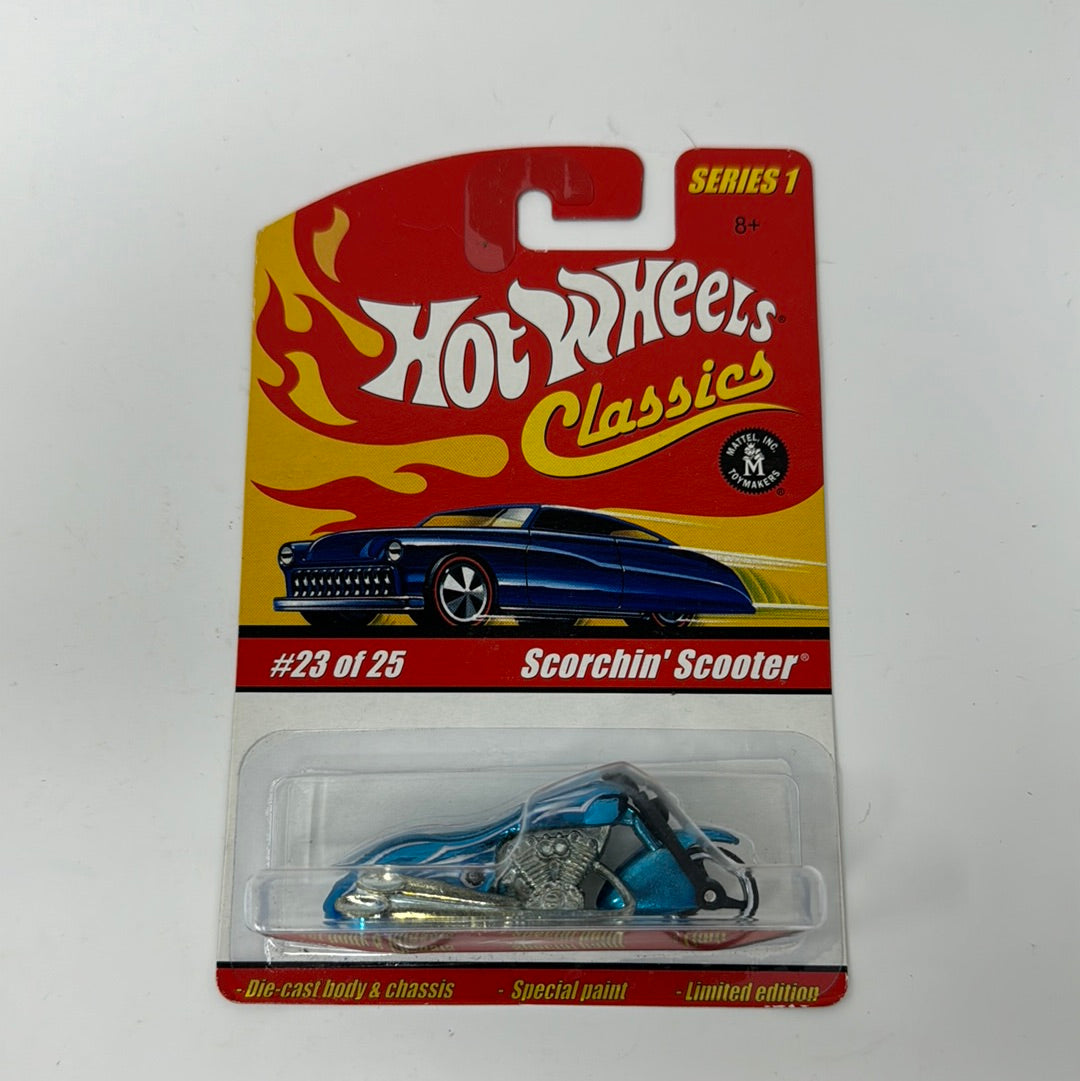 SERIES 1
8+
Hot Wheels®
Classics
MATTEL, INC.
M
TOYMAKERS
®
#23 of 25 Scorchin' Scooter®
- Die-cast body & chassis - Special paint - Limited edition